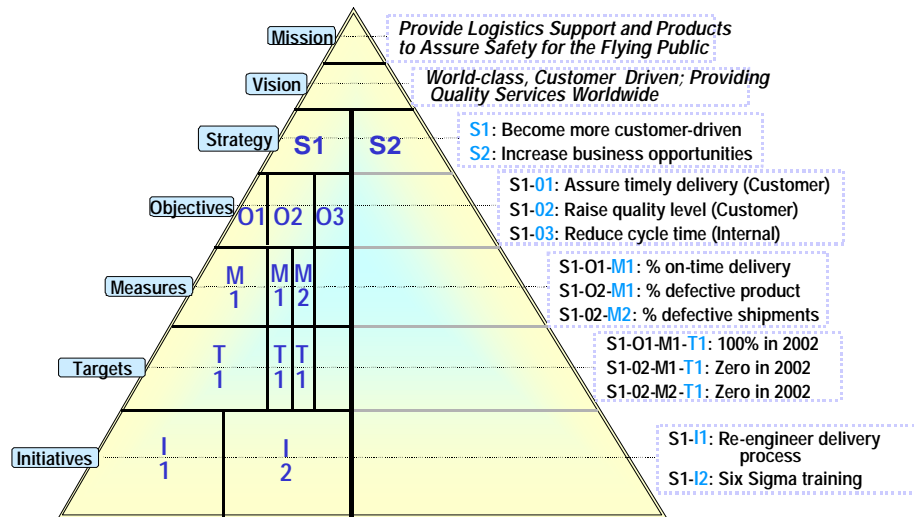 Mission
Provide Logistics Support and Products
to Assure Safety for the Flying Public
Vision
World-class, Customer Driven; Providing
Quality Services Worldwide
Strategy
S1
S2
S1: Become more customer-driven
S2: Increase business opportunities
Objectives
O1
O2
O3
S1-01: Assure timely delivery (Customer)
S1-02: Raise quality level (Customer)
S1-03: Reduce cycle time (Internal)
Measures
M
1
M
1
M
2
S1-O1-M1: % on-time delivery
S1-O2-M1: % defective product
S1-02-M2: % defective shipments
Targets
T
1
T
1
T
1
S1-O1-M1-T1: 100% in 2002
S1-02-M1-T1: Zero in 2002
S1-02-M2-T1: Zero in 2002
Initiatives
I
1
I
2
S1-I1: Re-engineer delivery
process
S1-I2: Six Sigma training